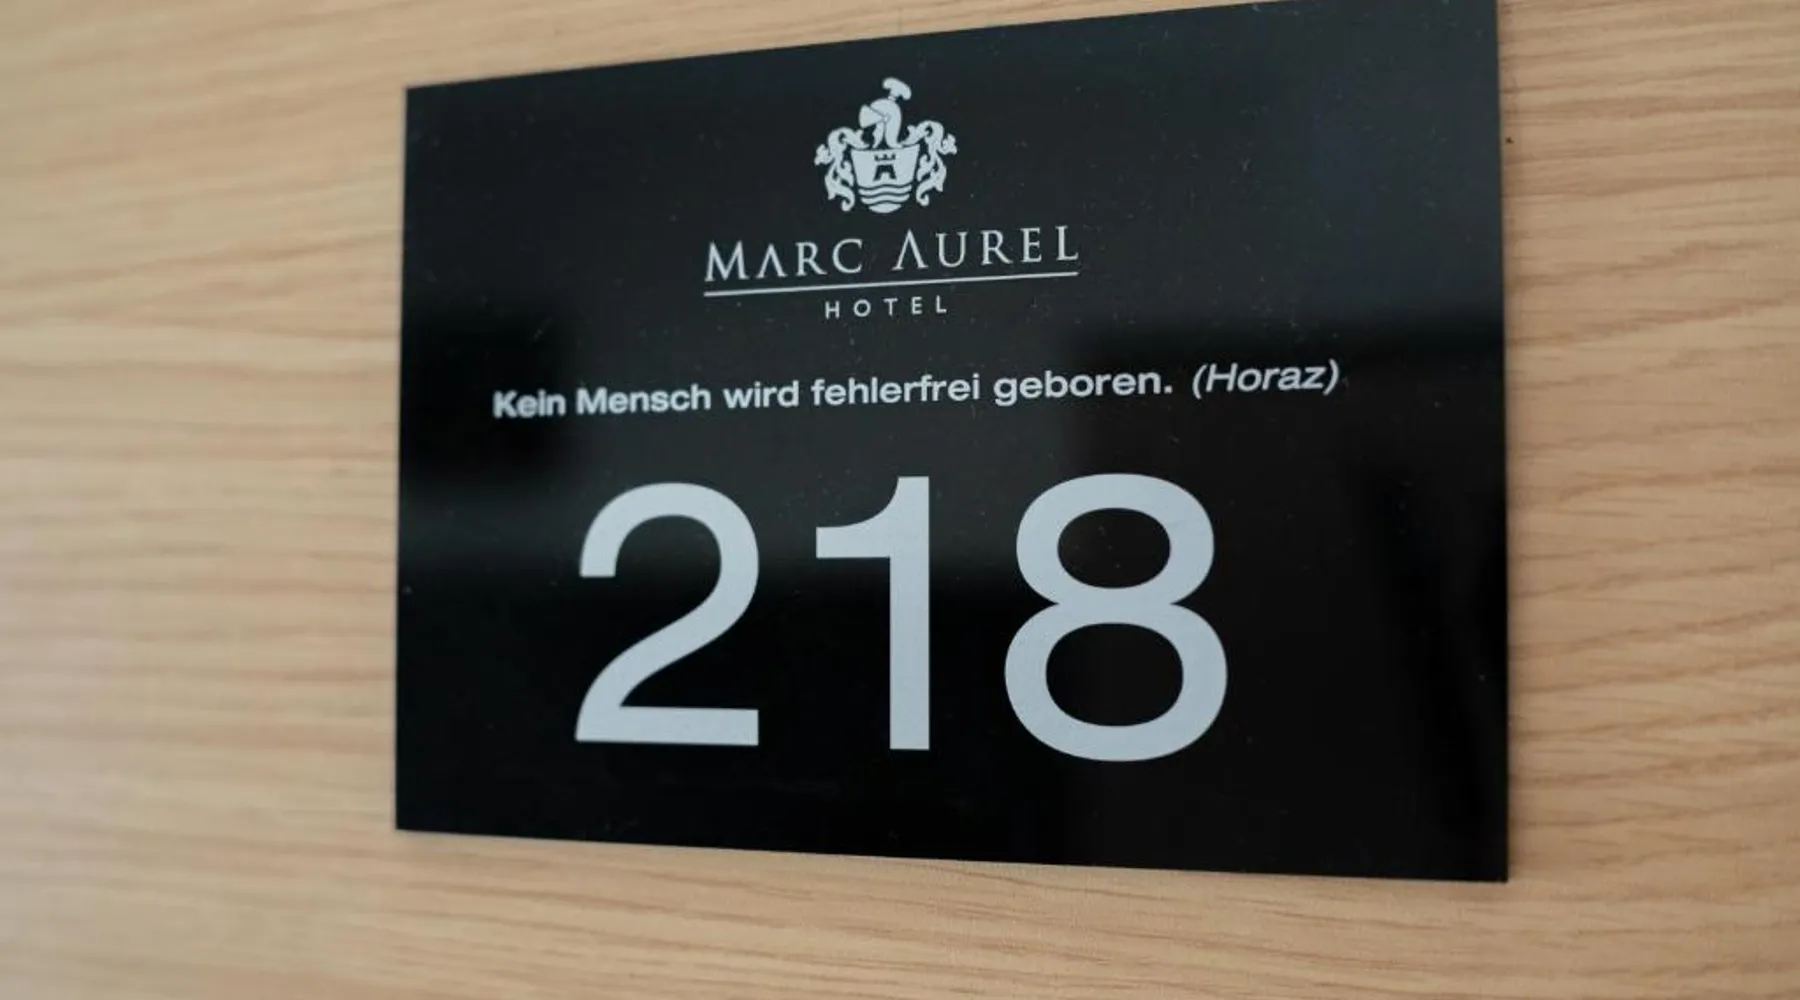 MARC AUREL
HOTEL
Kein Mensch wird fehlerfrei geboren. (Horaz)
218